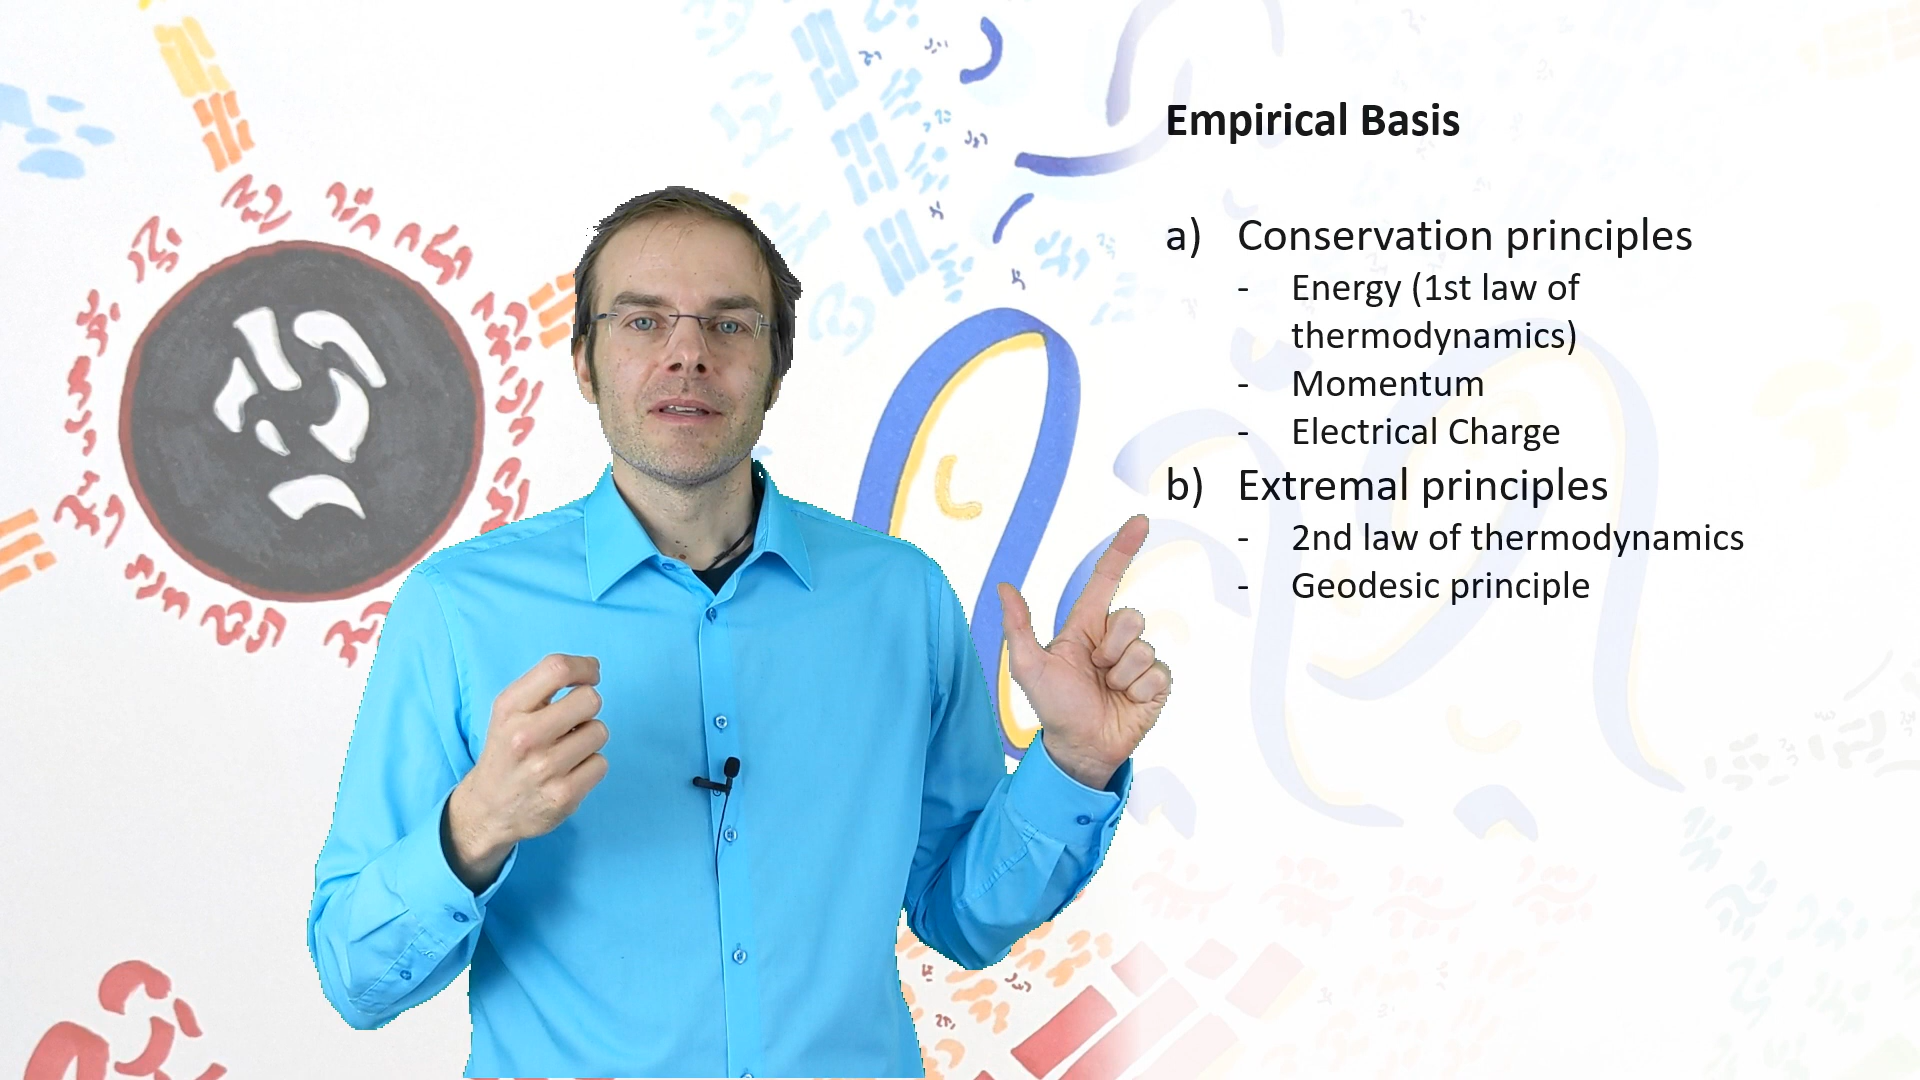 Empirical Basis
a) Conservation principles
- Energy (1st law of
thermodynamics)
- Momentum
- Electrical Charge
b) Extremal principles
- 2nd law of thermodynamics
- Geodesic principle